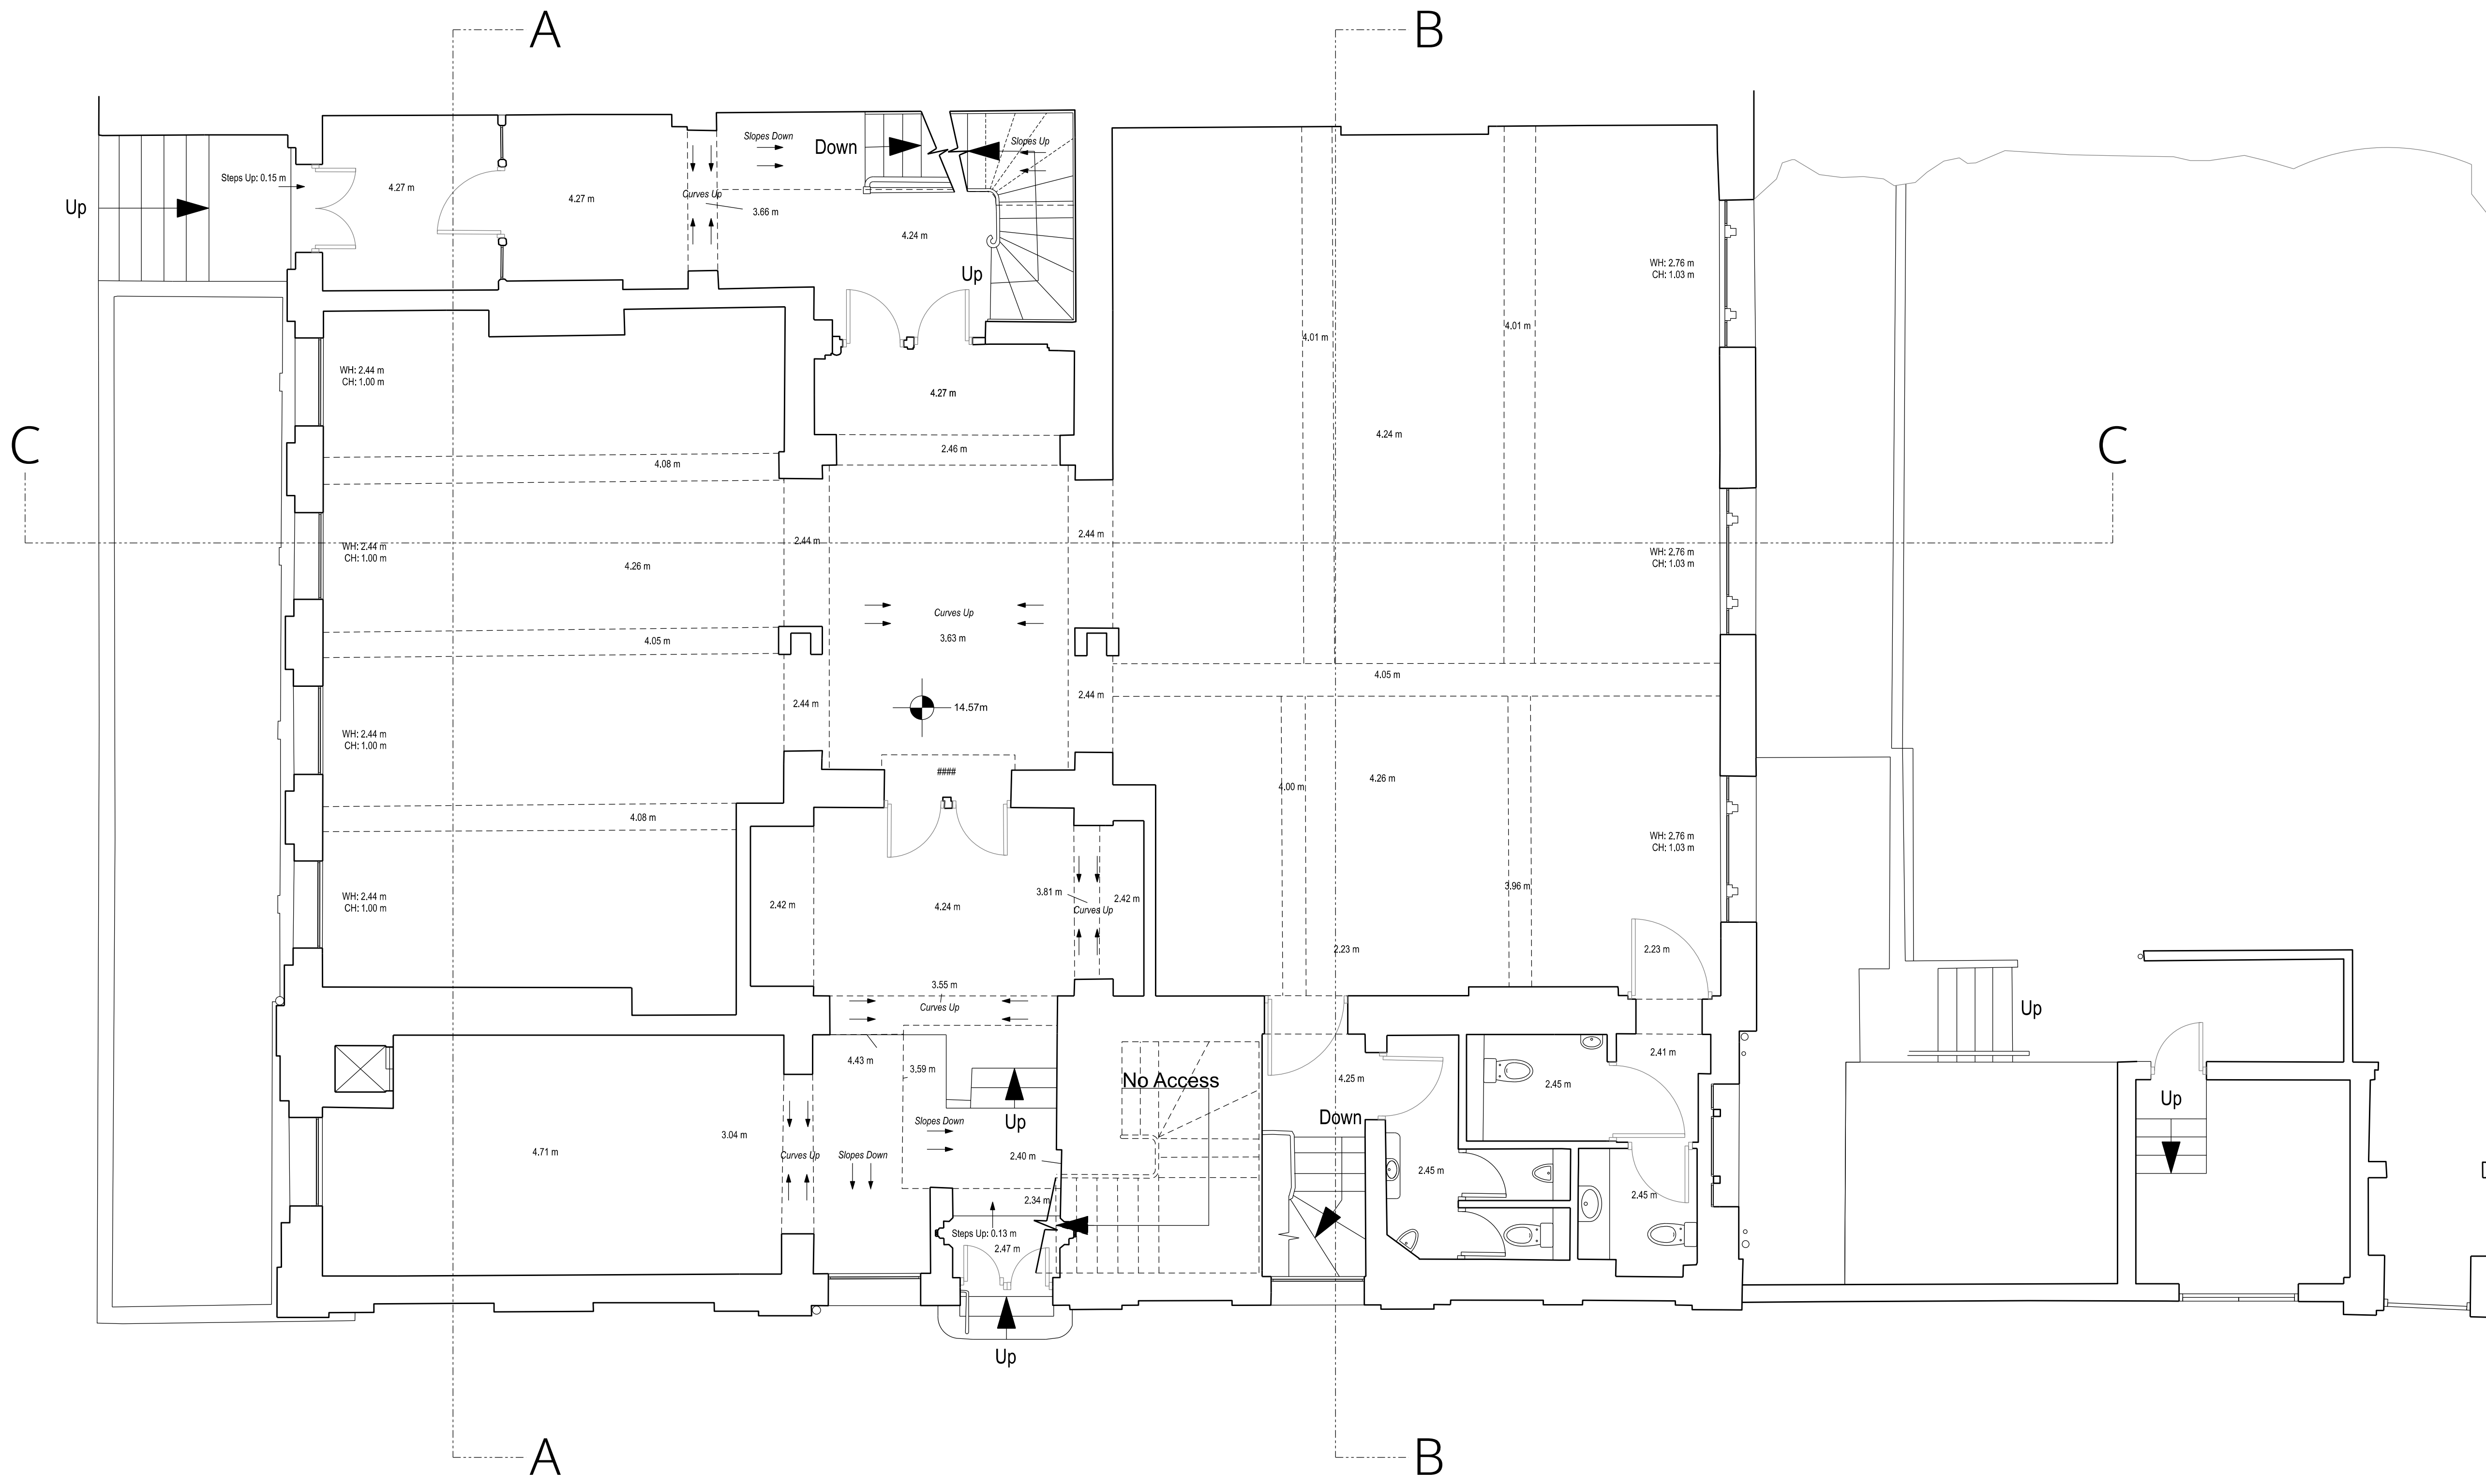 A
B
Slopes Down
Down
Slopes Up
Steps Up: 0.15 m
4.27 m
4.27 m
Curves Up
3.66 m
Up
4.24 m
Up
WH: 2.76 m
CH: 1.03 m
4.01 m
4.01 m
WH: 2.44 m
CH: 1.00 m
4.27 m
C
4.24 m
C
4.08 m
2.46 m
2.44 m
2.44 m
WH: 2.44 m
CH: 1.00 m
4.26 m
WH: 2.76 m
CH: 1.03 m
Curves Up
3.63 m
4.05 m
4.05 m
2.44 m
2.44 m
14.57m
WH: 2.44 m
CH: 1.00 m
####
4.26 m
4.00 m
4.08 m
WH: 2.76 m
CH: 1.03 m
3.96 m
3.81 m
2.42 m
WH: 2.44 m
CH: 1.00 m
2.42 m
4.24 m
Curves Up
2.23 m
2.23 m
3.55 m
Curves Up
Up
4.43 m
3.59 m
2.41 m
No Access
4.25 m
2.45 m
Up
Up
Down
Slopes Down
3.04 m
4.71 m
Curves Up
Slopes Down
2.40 m
2.45 m
2.45 m
2.34 m
Steps Up: 0.13 m
2.47 m
Up
A
B